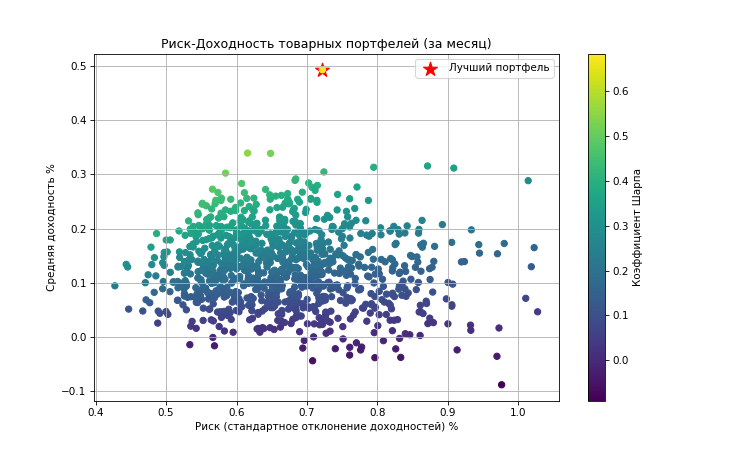 Риск-Доходность товарных портфелей (за месяц)
Лучший портфель
0.5
0.4
0.3
0.2
0.1
0.0
−0.1
Средняя доходность %
0.4 0.5 0.6 0.7 0.8 0.9 1.0
Риск (стандартное отклонение доходностей) %
0.6
0.5
0.4
0.3
0.2
0.1
0.0
Коэффициент Шарпа